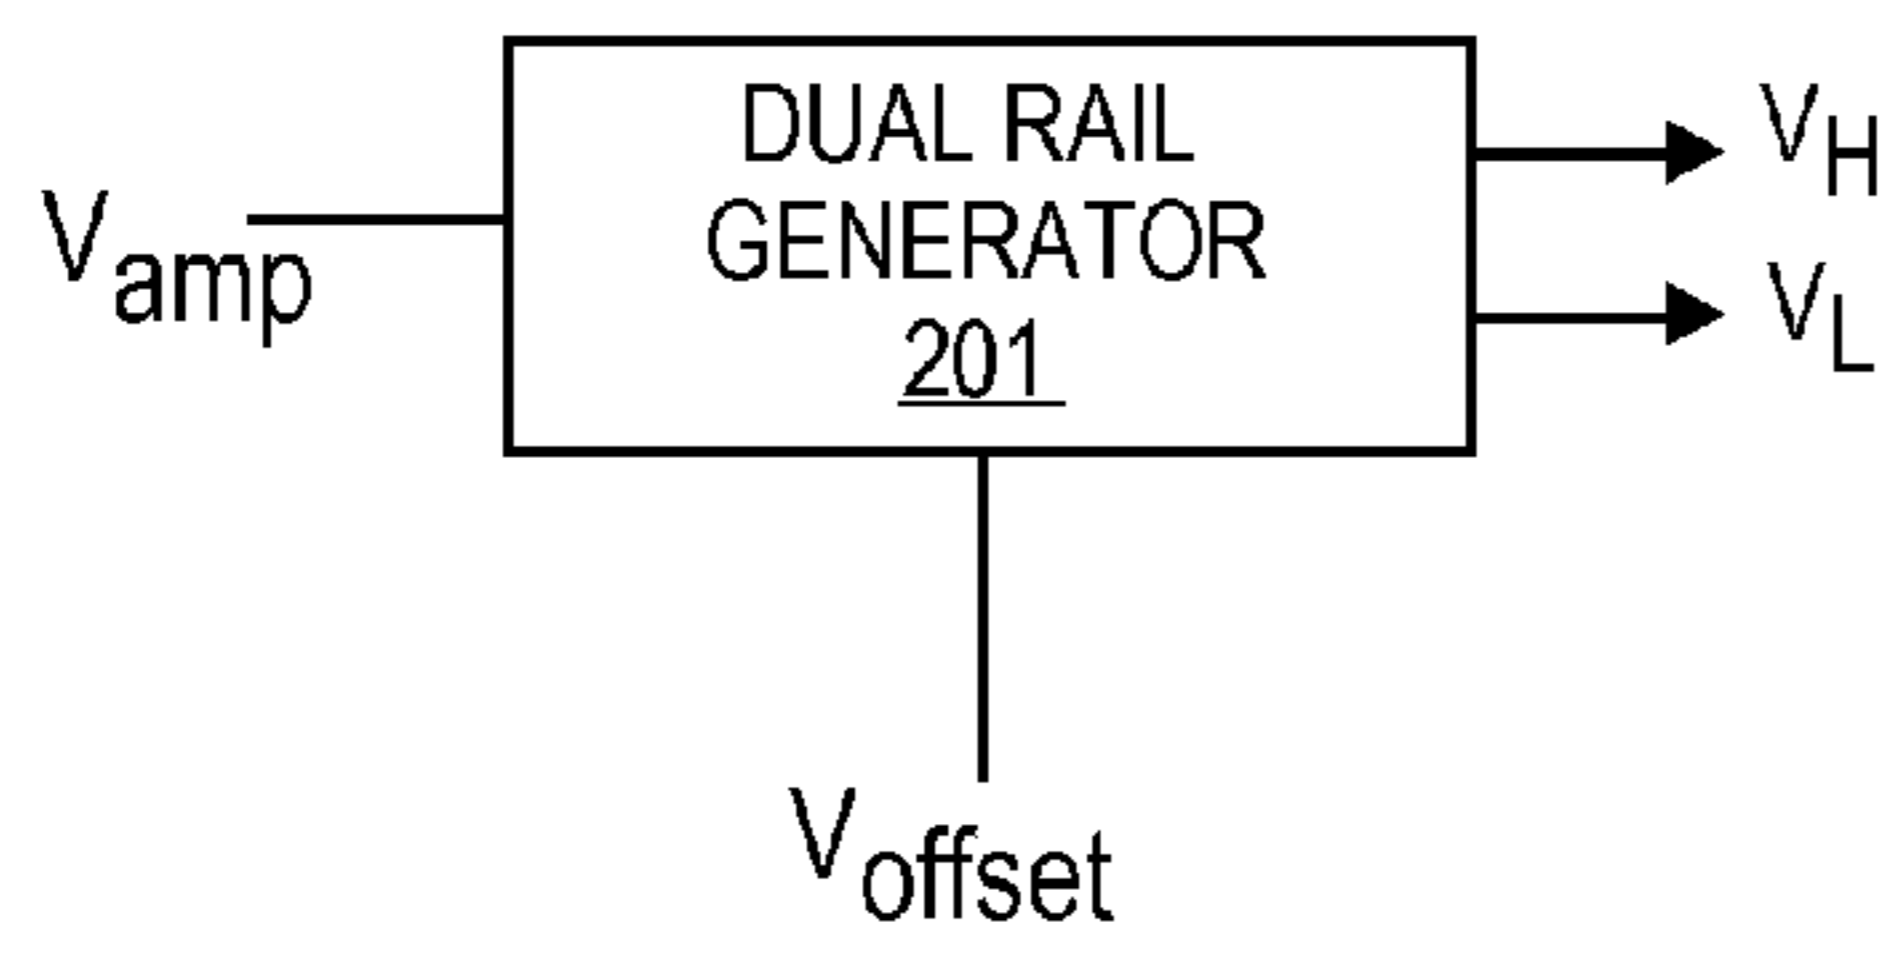 DUAL RAIL
GENERATOR
201
Vamp
VH
VL
Voffset